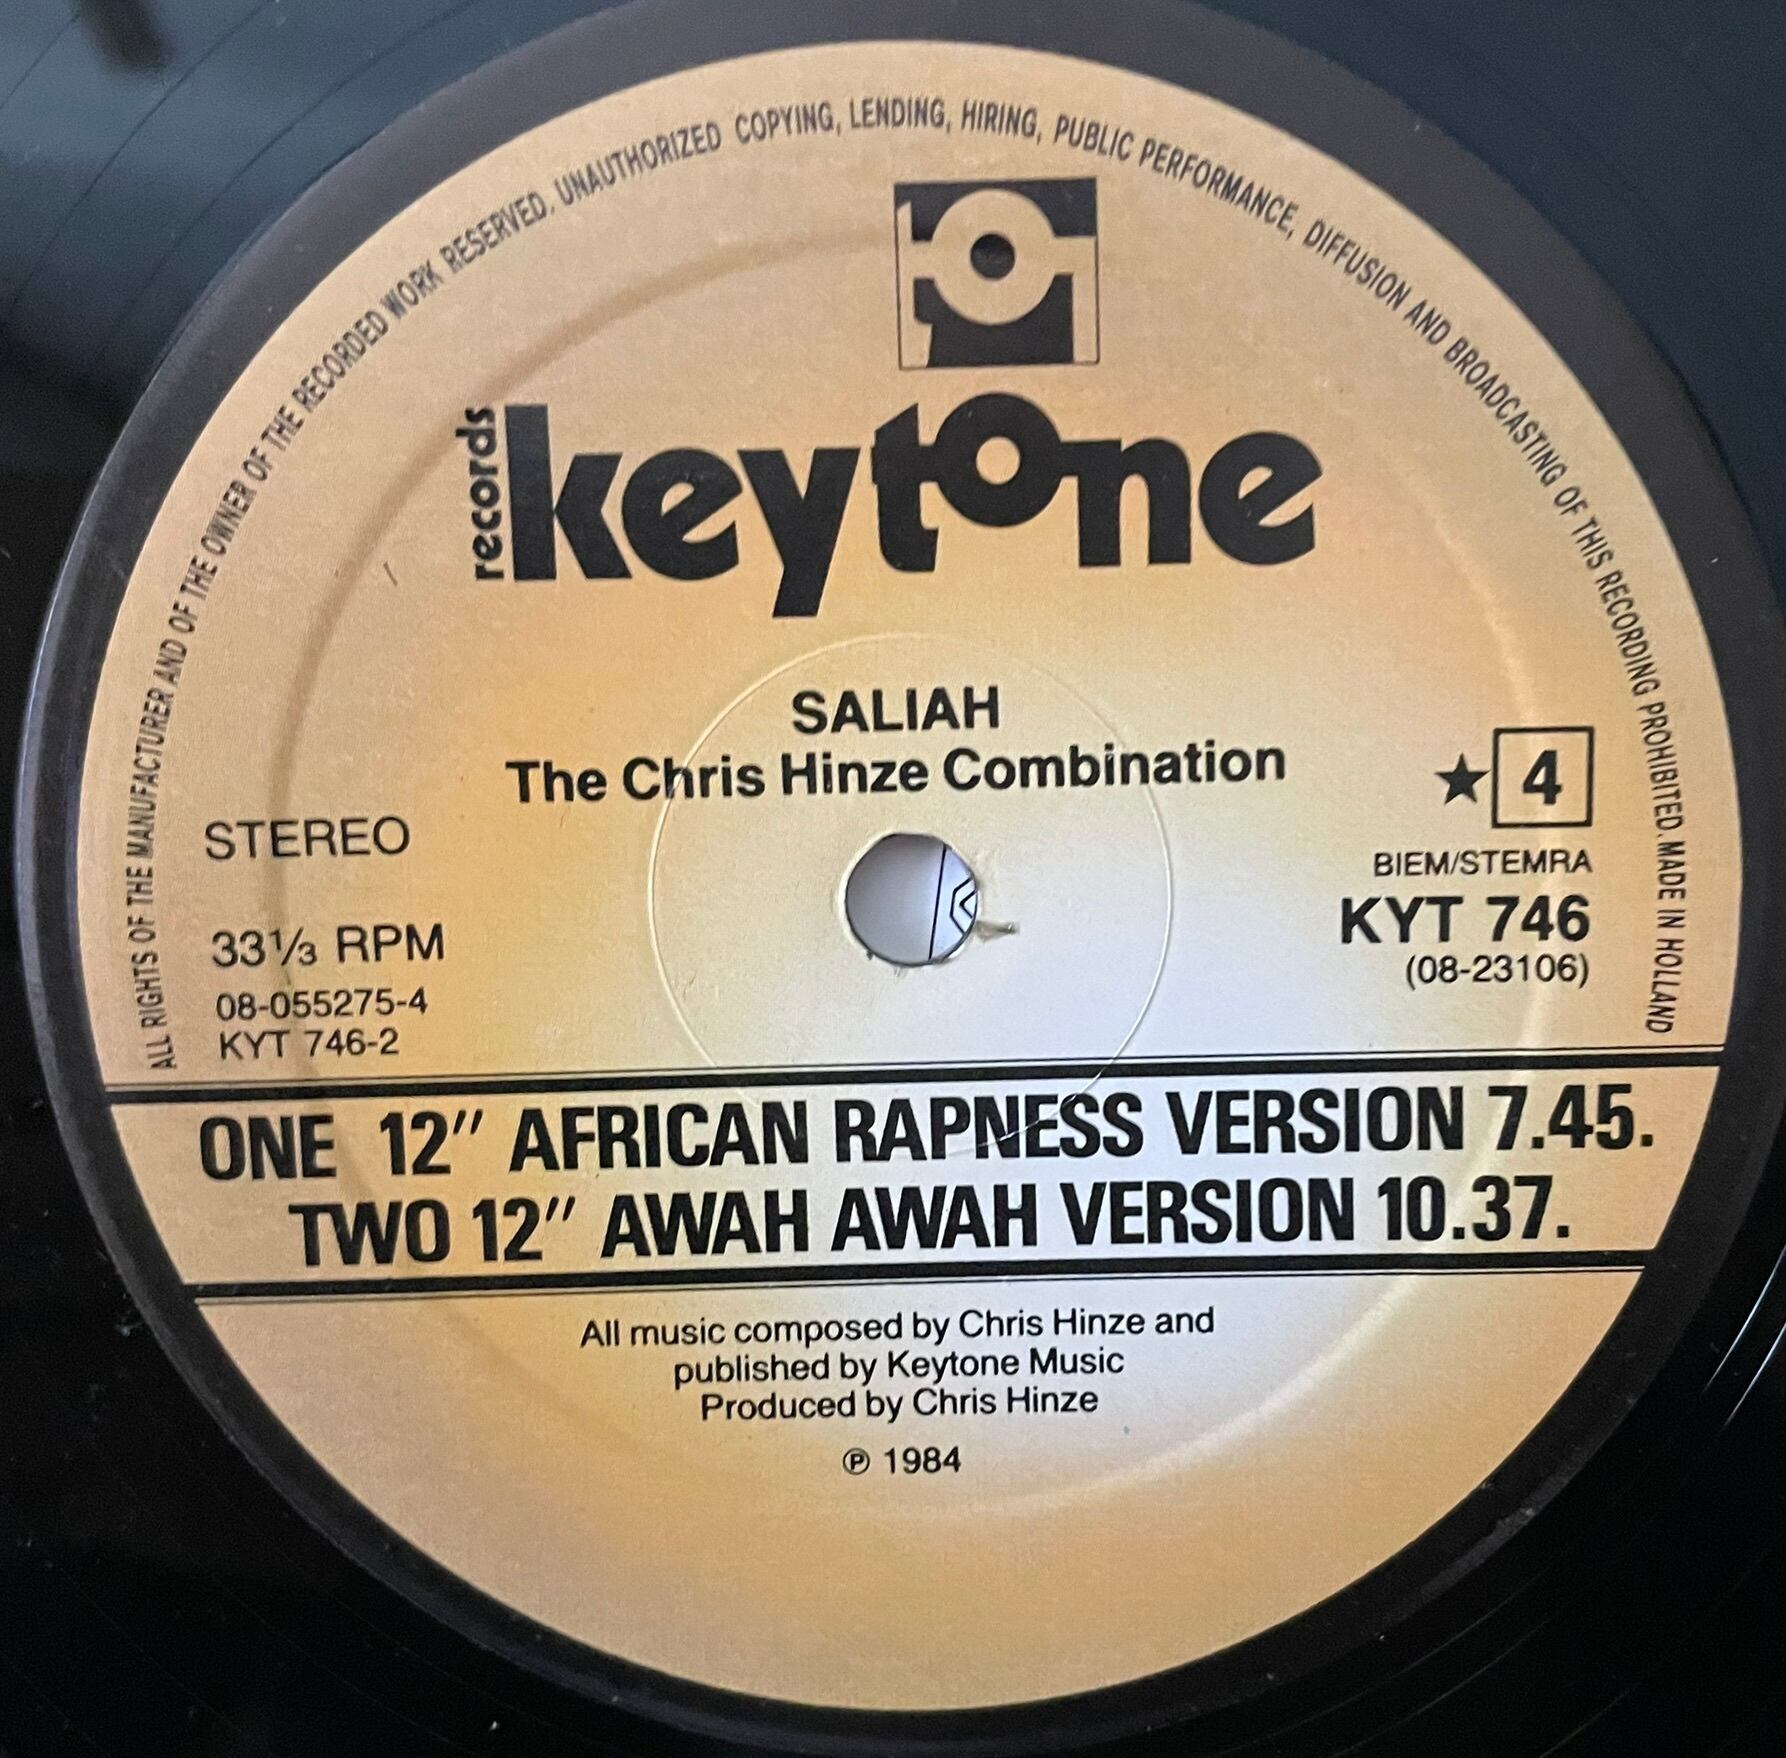 ALL RIGHTS OF THE MANUFACTURER AND OF THE OWNER OF THE RECORDED WORK RESERVED. UNAUTHORIZED COPYING, LENDING, HIRING, PUBLIC PERFORMANCE, DIFFUSION AND BROADCASTING OF THIS RECORDING PROHIBITED. MADE IN HOLLAND
records keytone
SALIAH
The Chris Hinze Combination
STEREO
33⅓ RPM
08-055275-4
KYT 746-2
★ 4
BIEM/STEMRA
KYT 746
(08-23106)
ONE 12″ AFRICAN RAPNESS VERSION 7.45.
TWO 12″ AWAH AWAH VERSION 10.37.
All music composed by Chris Hinze and
published by Keytone Music
Produced by Chris Hinze
℗ 1984